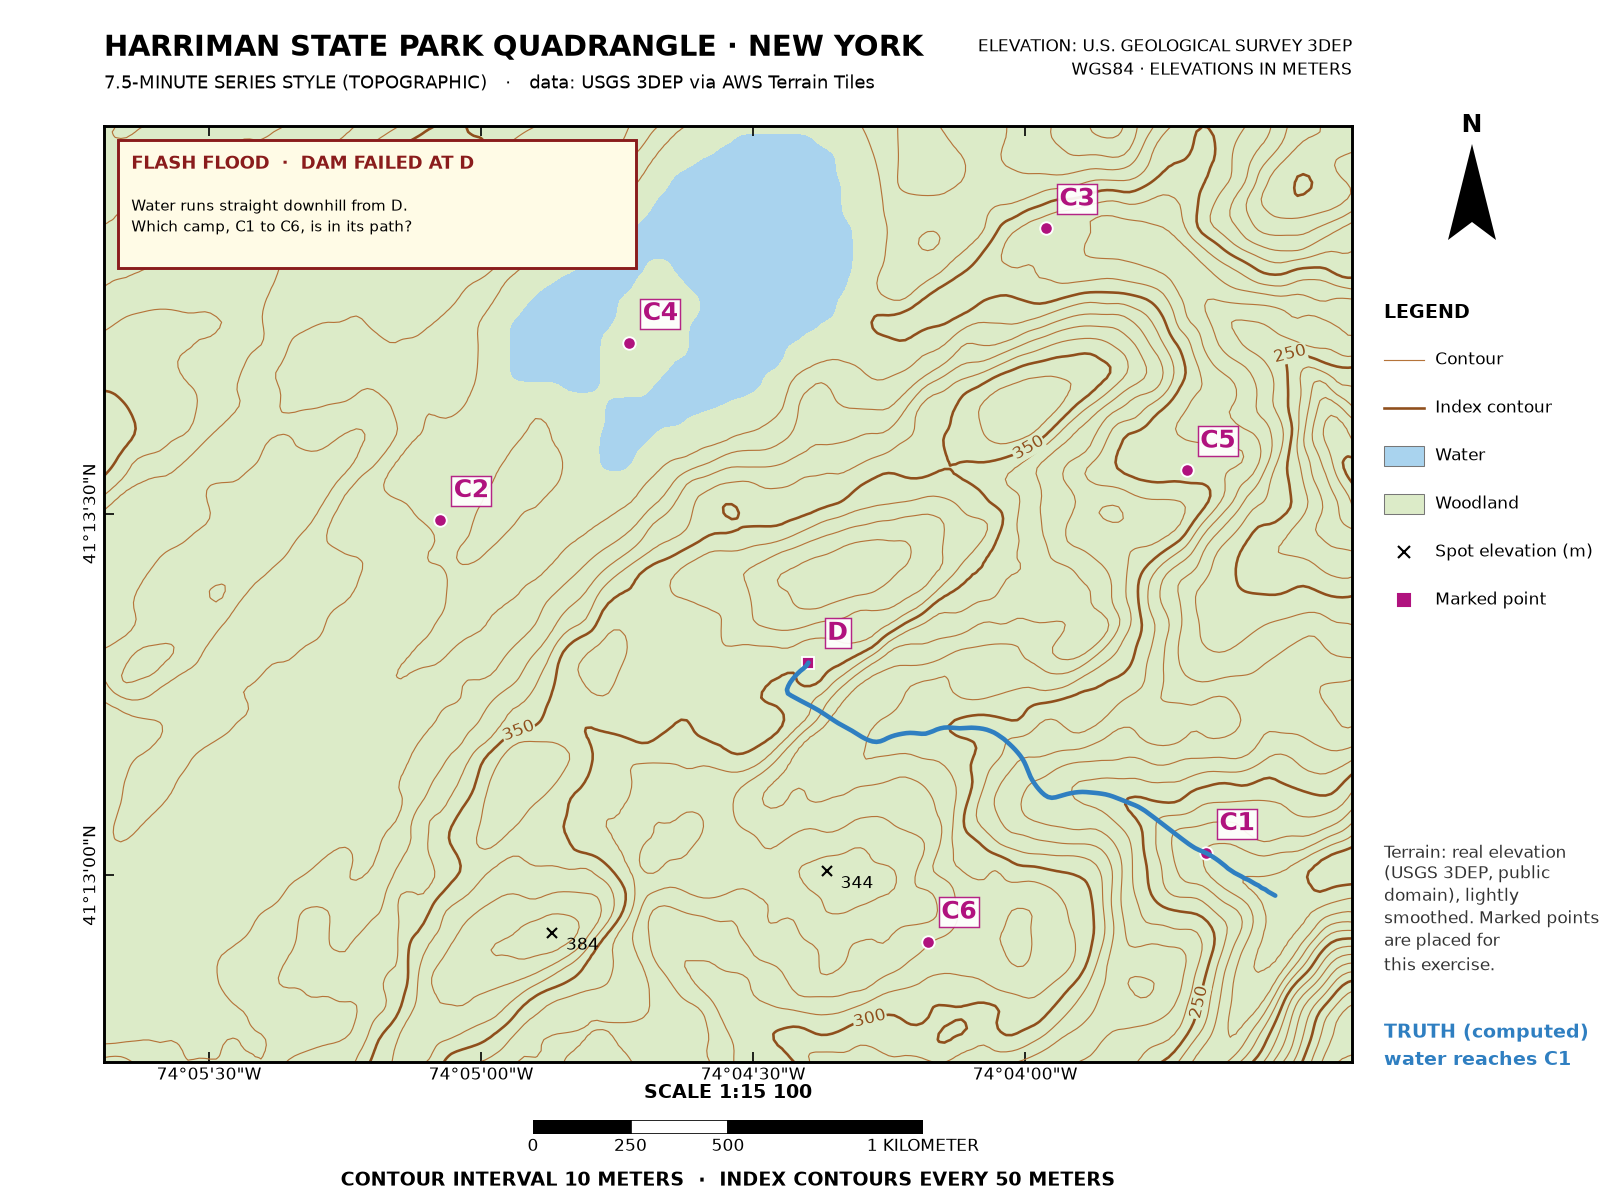 HARRIMAN STATE PARK QUADRANGLE · NEW YORK
7.5-MINUTE SERIES STYLE (TOPOGRAPHIC) · data: USGS 3DEP via AWS Terrain Tiles
ELEVATION: U.S. GEOLOGICAL SURVEY 3DEP
WGS84 · ELEVATIONS IN METERS
FLASH FLOOD · DAM FAILED AT D
Water runs straight downhill from D.
Which camp, C1 to C6, is in its path?
C3
C4
250
C5
350
C2
D
350
C1
344
C6
384
300
250
41°13'30"N
41°13'00"N
74°05'30"W
74°05'00"W
74°04'30"W
74°04'00"W
N
LEGEND
Contour
Index contour
Water
Woodland
Spot elevation (m)
Marked point
Terrain: real elevation
(USGS 3DEP, public
domain), lightly
smoothed. Marked points
are placed for
this exercise.
TRUTH (computed)
water reaches C1
SCALE 1:15 100
0 250 500 1 KILOMETER
CONTOUR INTERVAL 10 METERS · INDEX CONTOURS EVERY 50 METERS